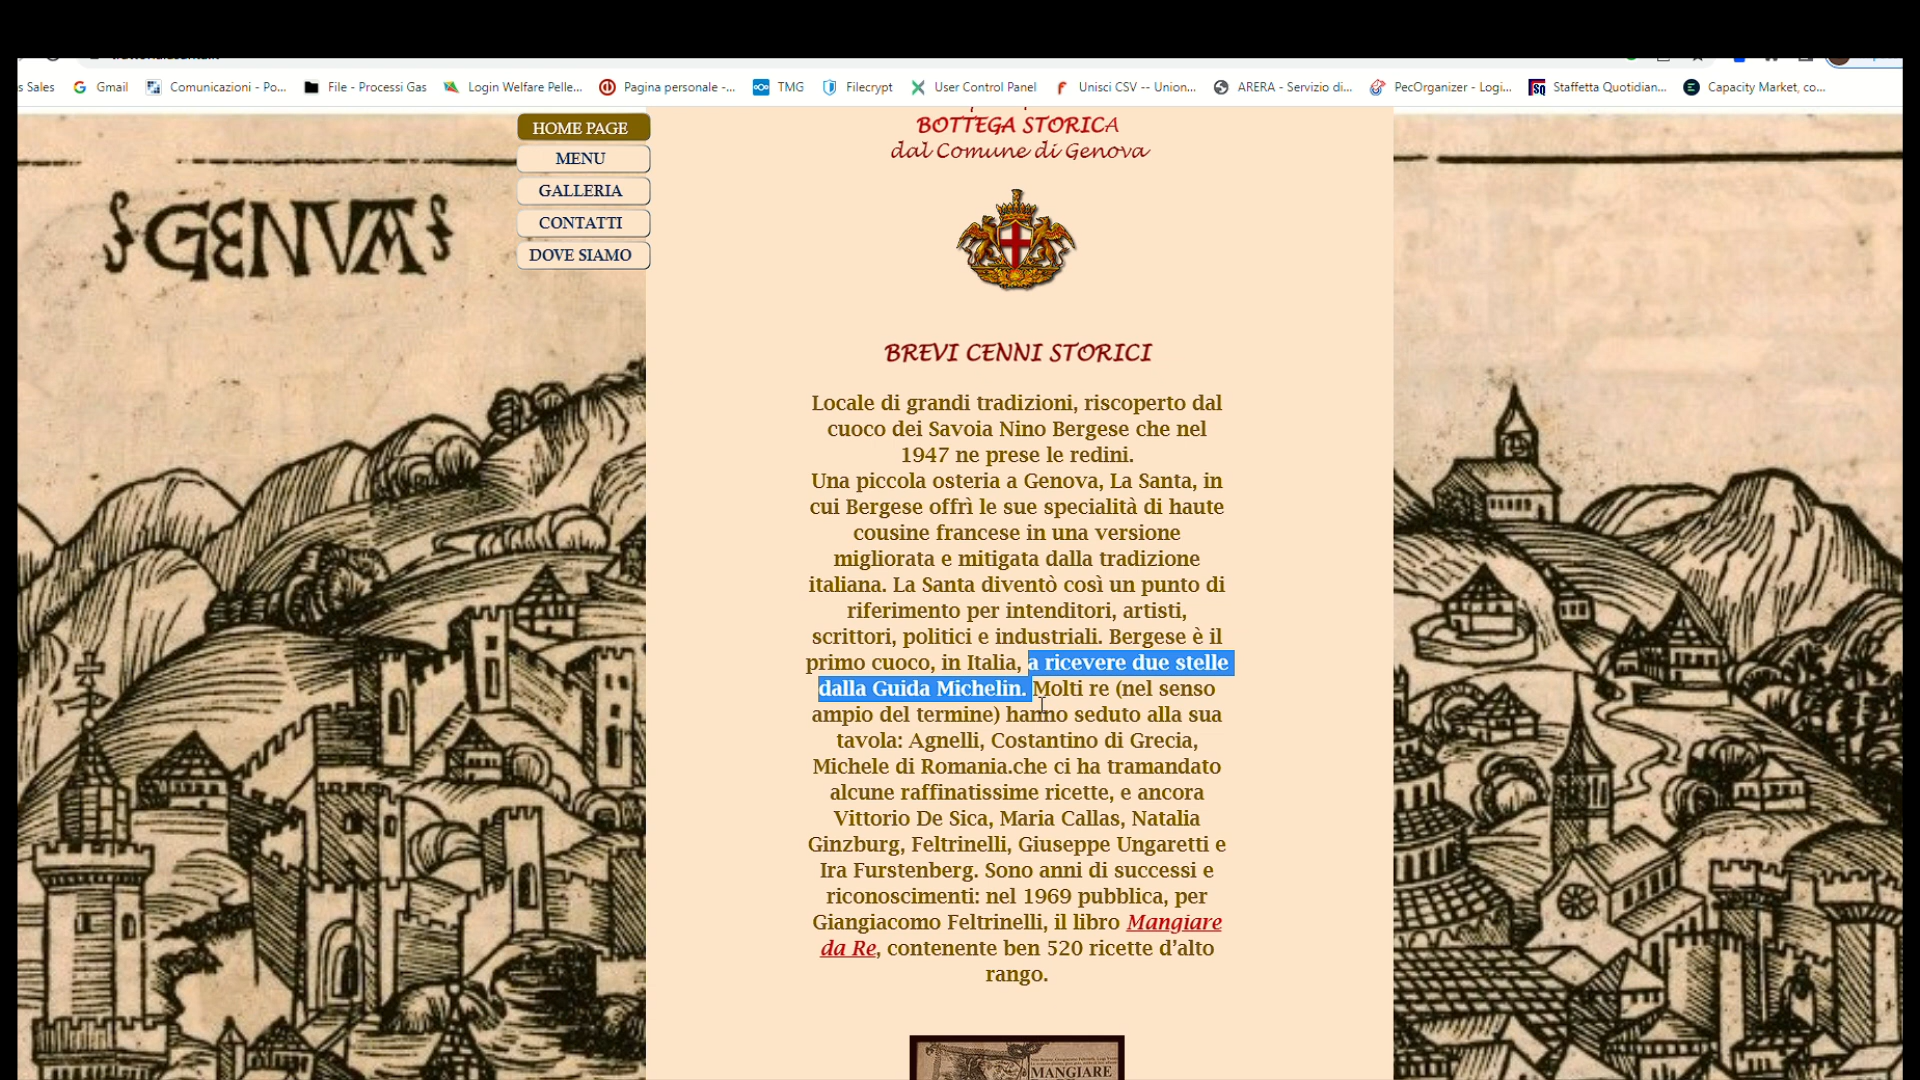 s Sales
Gmail
Comunicazioni - Po...
File - Processi Gas
Login Welfare Pelle...
Pagina personale -...
TMG
Filecrypt
User Control Panel
Unisci CSV -- Union...
ARERA - Servizio di...
PecOrganizer - Logi...
Staffetta Quotidian...
Capacity Market, co...
HOME PAGE
MENU
GALLERIA
CONTATTI
DOVE SIAMO
GENVA
BOTTEGA STORICA
dal Comune di Genova
BREVI CENNI STORICI
Locale di grandi tradizioni, riscoperto dal
cuoco dei Savoia Nino Bergese che nel
1947 ne prese le redini.
Una piccola osteria a Genova, La Santa, in
cui Bergese offrì le sue specialità di haute
cousine francese in una versione
migliorata e mitigata dalla tradizione
italiana. La Santa diventò così un punto di
riferimento per intenditori, artisti,
scrittori, politici e industriali. Bergese è il
primo cuoco, in Italia, a ricevere due stelle
dalla Guida Michelin. Molti re (nel senso
ampio del termine) hanno seduto alla sua
tavola: Agnelli, Costantino di Grecia,
Michele di Romania.che ci ha tramandato
alcune raffinatissime ricette, e ancora
Vittorio De Sica, Maria Callas, Natalia
Ginzburg, Feltrinelli, Giuseppe Ungaretti e
Ira Furstenberg. Sono anni di successi e
riconoscimenti: nel 1969 pubblica, per
Giangiacomo Feltrinelli, il libro Mangiare
da Re, contenente ben 520 ricette d’alto
rango.
MANGIARE